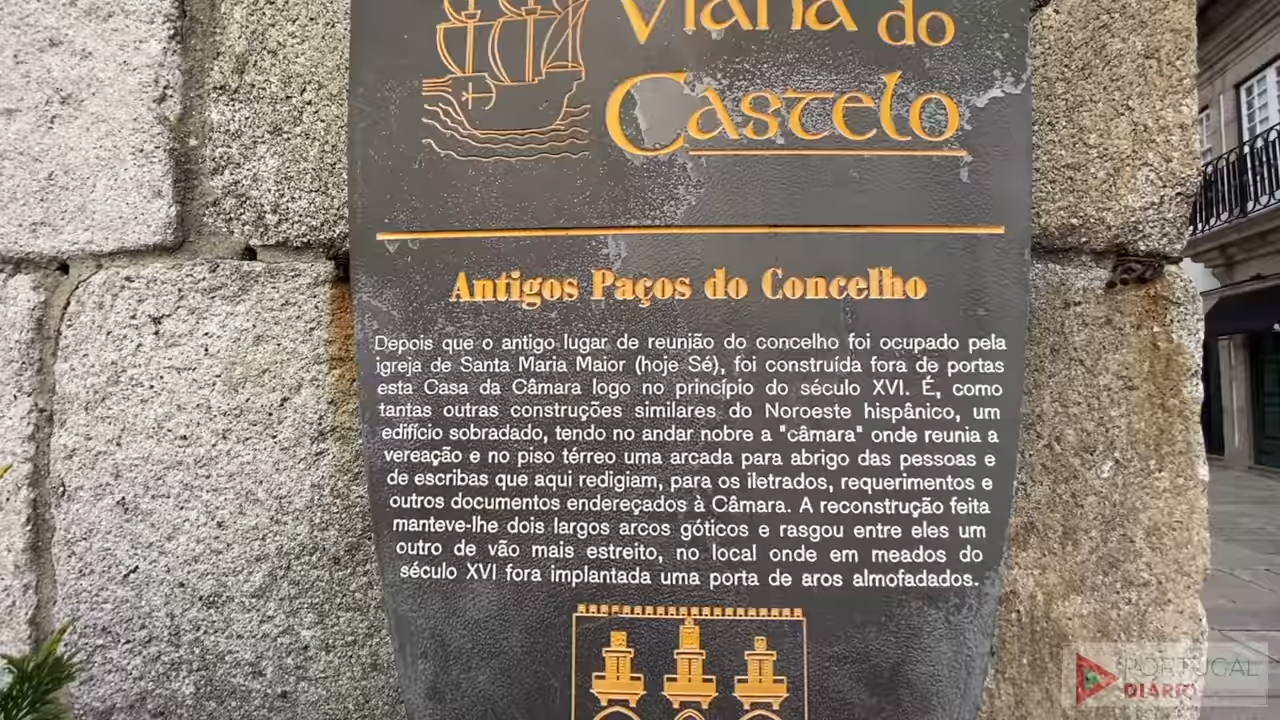 Viana do
Castelo
Antigos Paços do Concelho
Depois que o antigo lugar de reunião do concelho foi ocupado pela
igreja de Santa Maria Maior (hoje Sé), foi construída fora de portas
esta Casa da Câmara logo no princípio do século XVI. É, como
tantas outras construções similares do Noroeste hispânico, um
edifício sobradado, tendo no andar nobre a "câmara" onde reunia a
vereação e no piso térreo uma arcada para abrigo das pessoas e
de escribas que aqui redigiam, para os iletrados, requerimentos e
outros documentos endereçados à Câmara. A reconstrução feita
manteve-lhe dois largos arcos góticos e rasgou entre eles um
outro de vão mais estreito, no local onde em meados do
século XVI fora implantada uma porta de aros almofadados.
PORTUGAL
DIÁRIO